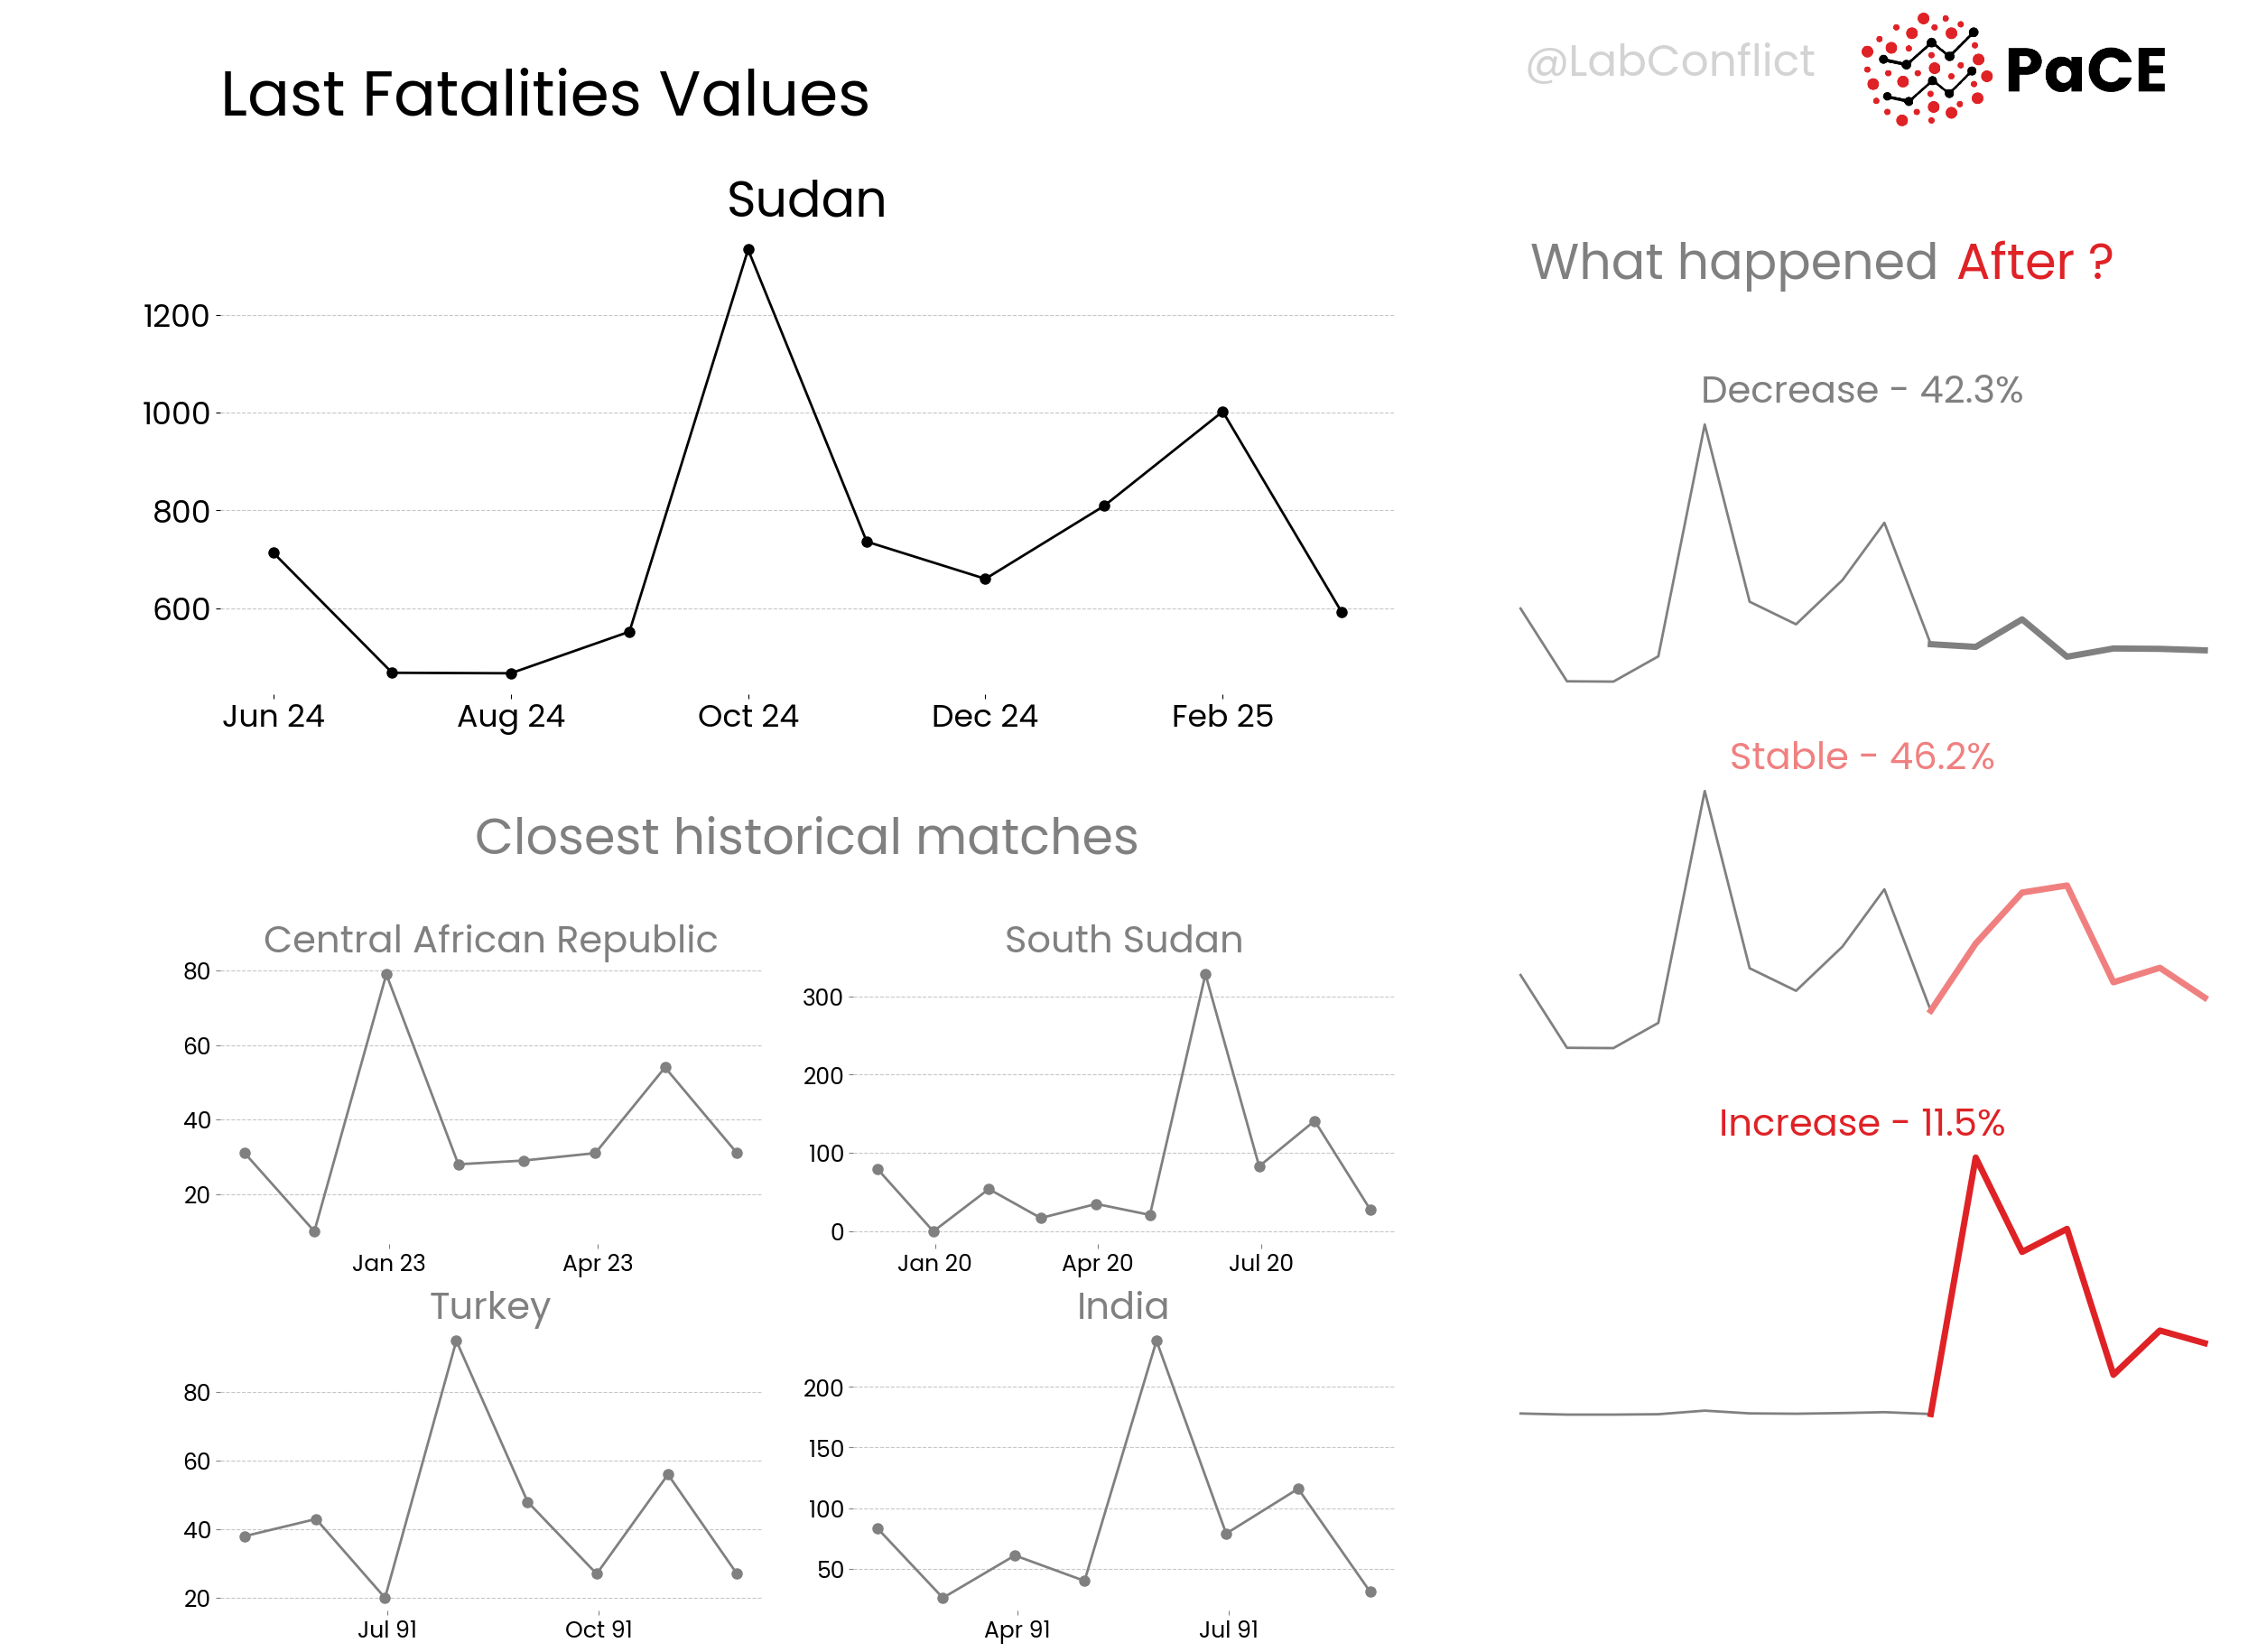 @LabConflict
PaCE
Last Fatalities Values
Sudan
1200
1000
800
600
Jun 24 Aug 24 Oct 24 Dec 24 Feb 25
What happened After ?
Decrease - 42.3%
Stable - 46.2%
Increase - 11.5%
Closest historical matches
Central African Republic
80
60
40
20
Jan 23 Apr 23
South Sudan
300
200
100
0
Jan 20 Apr 20 Jul 20
Turkey
80
60
40
20
Jul 91 Oct 91
India
200
150
100
50
Apr 91 Jul 91